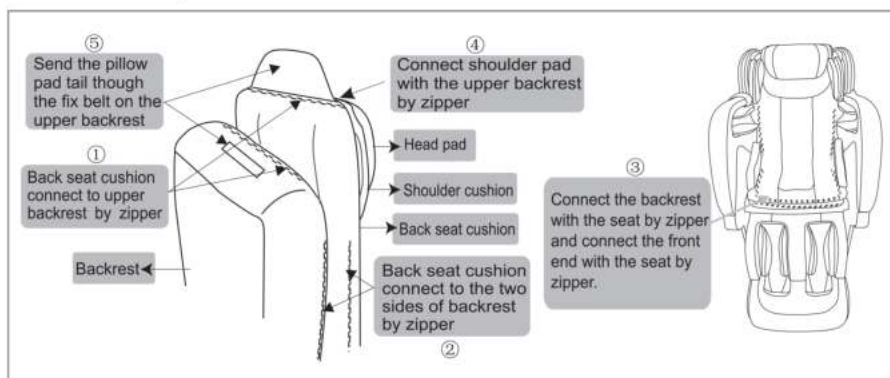 ⑤
Send the pillow
pad tail though
the fix belt on the
upper backrest
④
Connect shoulder pad
with the upper backrest
by zipper
①
Back seat cushion
connect to upper
backrest by zipper
Head pad
Shoulder cushion
Back seat cushion
Backrest
Back seat cushion
connect to the two
sides of backrest
by zipper
②
③
Connect the backrest
with the seat by zipper
and connect the front
end with the seat by
zipper.